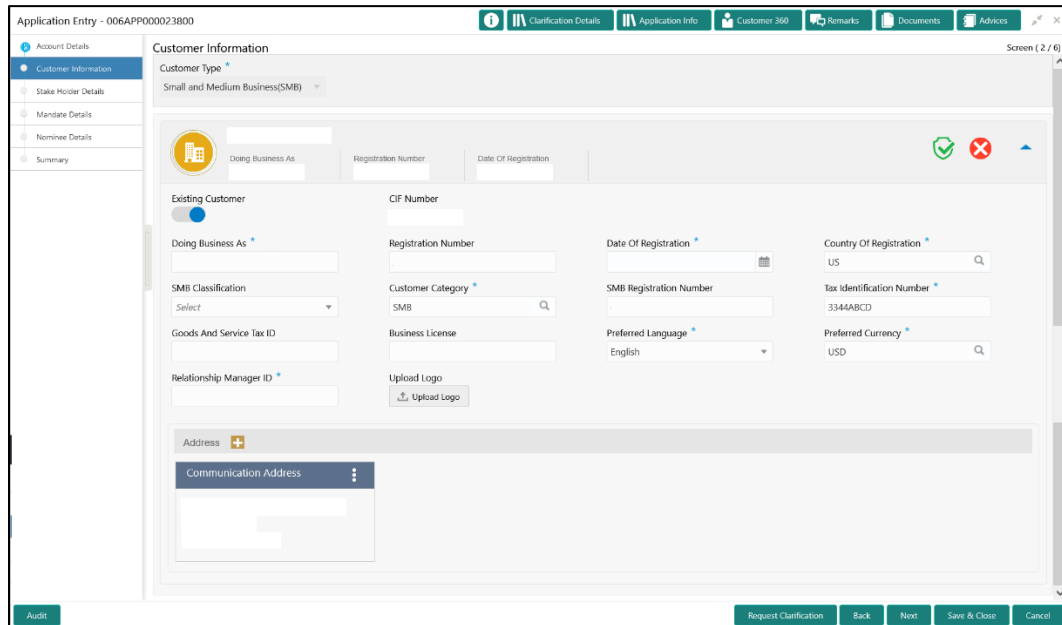 Application Entry - 006APP000023800
Clarification Details
Application Info
Customer 360
Remarks
Documents
Advices
Account Details
Customer Information
Stake Holder Details
Mandate Details
Nominee Details
Summary
Customer Information
Screen ( 2 / 6)
Customer Type *
Small and Medium Business(SMB)
Doing Business As
Registration Number
Date Of Registration
Existing Customer
CIF Number
Doing Business As *
Registration Number
Date Of Registration *
Country Of Registration *
US
SMB Classification
Customer Category *
SMB Registration Number
Tax Identification Number *
Select
SMB
3344ABCD
Goods And Service Tax ID
Business License
Preferred Language *
Preferred Currency *
English
USD
Relationship Manager ID *
Upload Logo
Upload Logo
Address
Communication Address
Audit
Request Clarification
Back
Next
Save & Close
Cancel